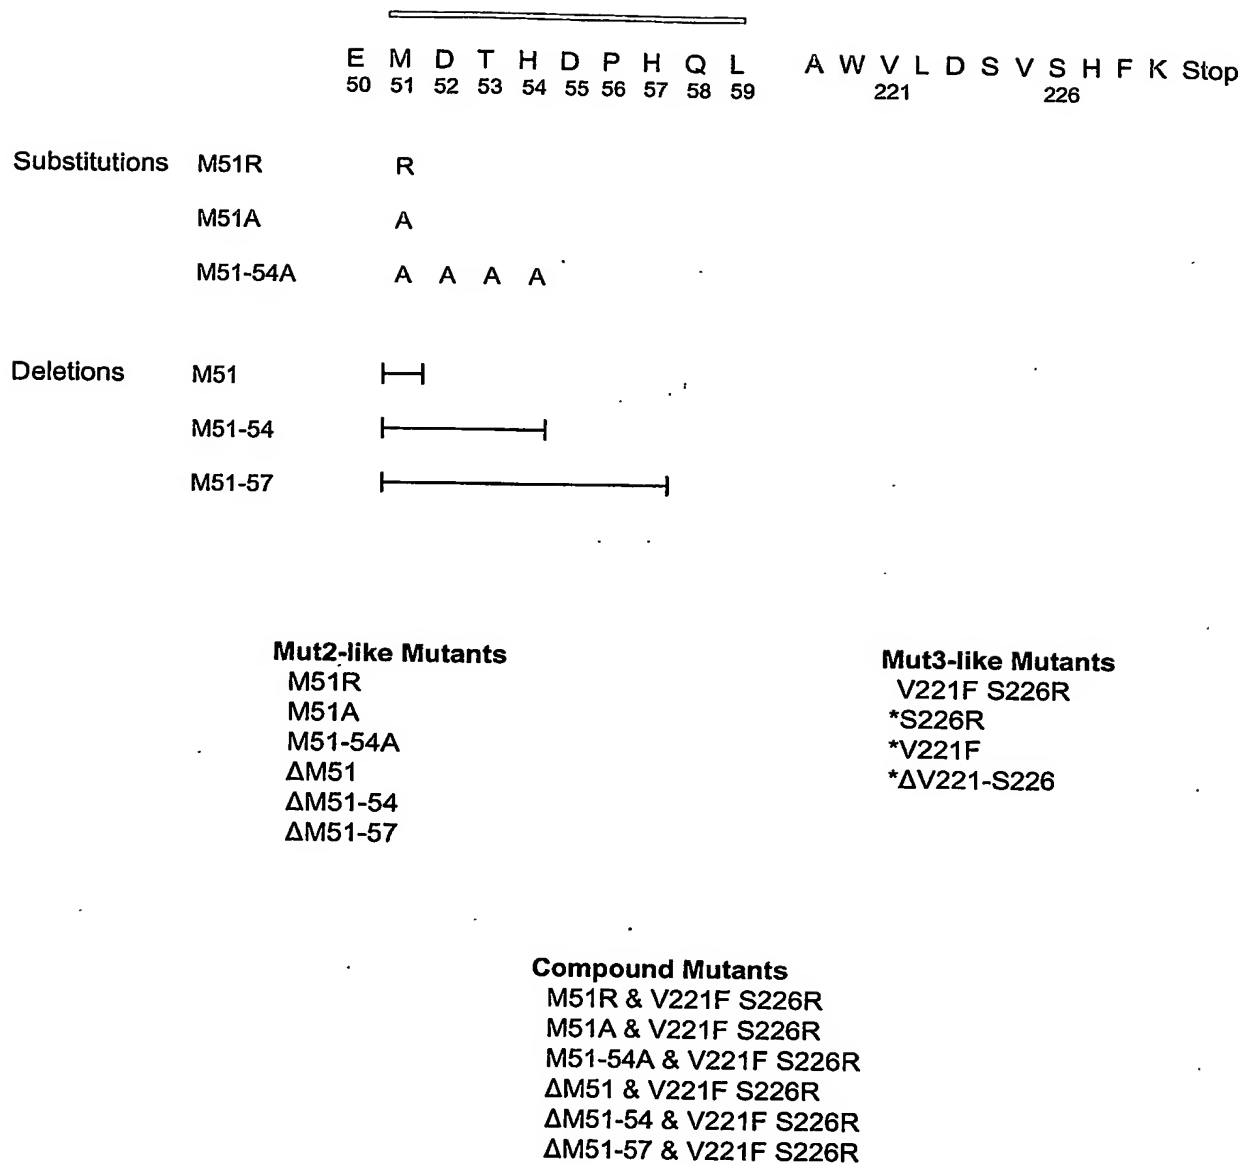 E M D T H D P H Q L A W V L D S V S H F K Stop
50 51 52 53 54 55 56 57 58 59 221 226
Substitutions M51R R
M51A A
M51-54A A A A A
Deletions M51
M51-54
M51-57
Mut2-like Mutants
M51R
M51A
M51-54A
ΔM51
ΔM51-54
ΔM51-57
Mut3-like Mutants
V221F S226R
*S226R
*V221F
*ΔV221-S226
Compound Mutants
M51R & V221F S226R
M51A & V221F S226R
M51-54A & V221F S226R
ΔM51 & V221F S226R
ΔM51-54 & V221F S226R
ΔM51-57 & V221F S226R